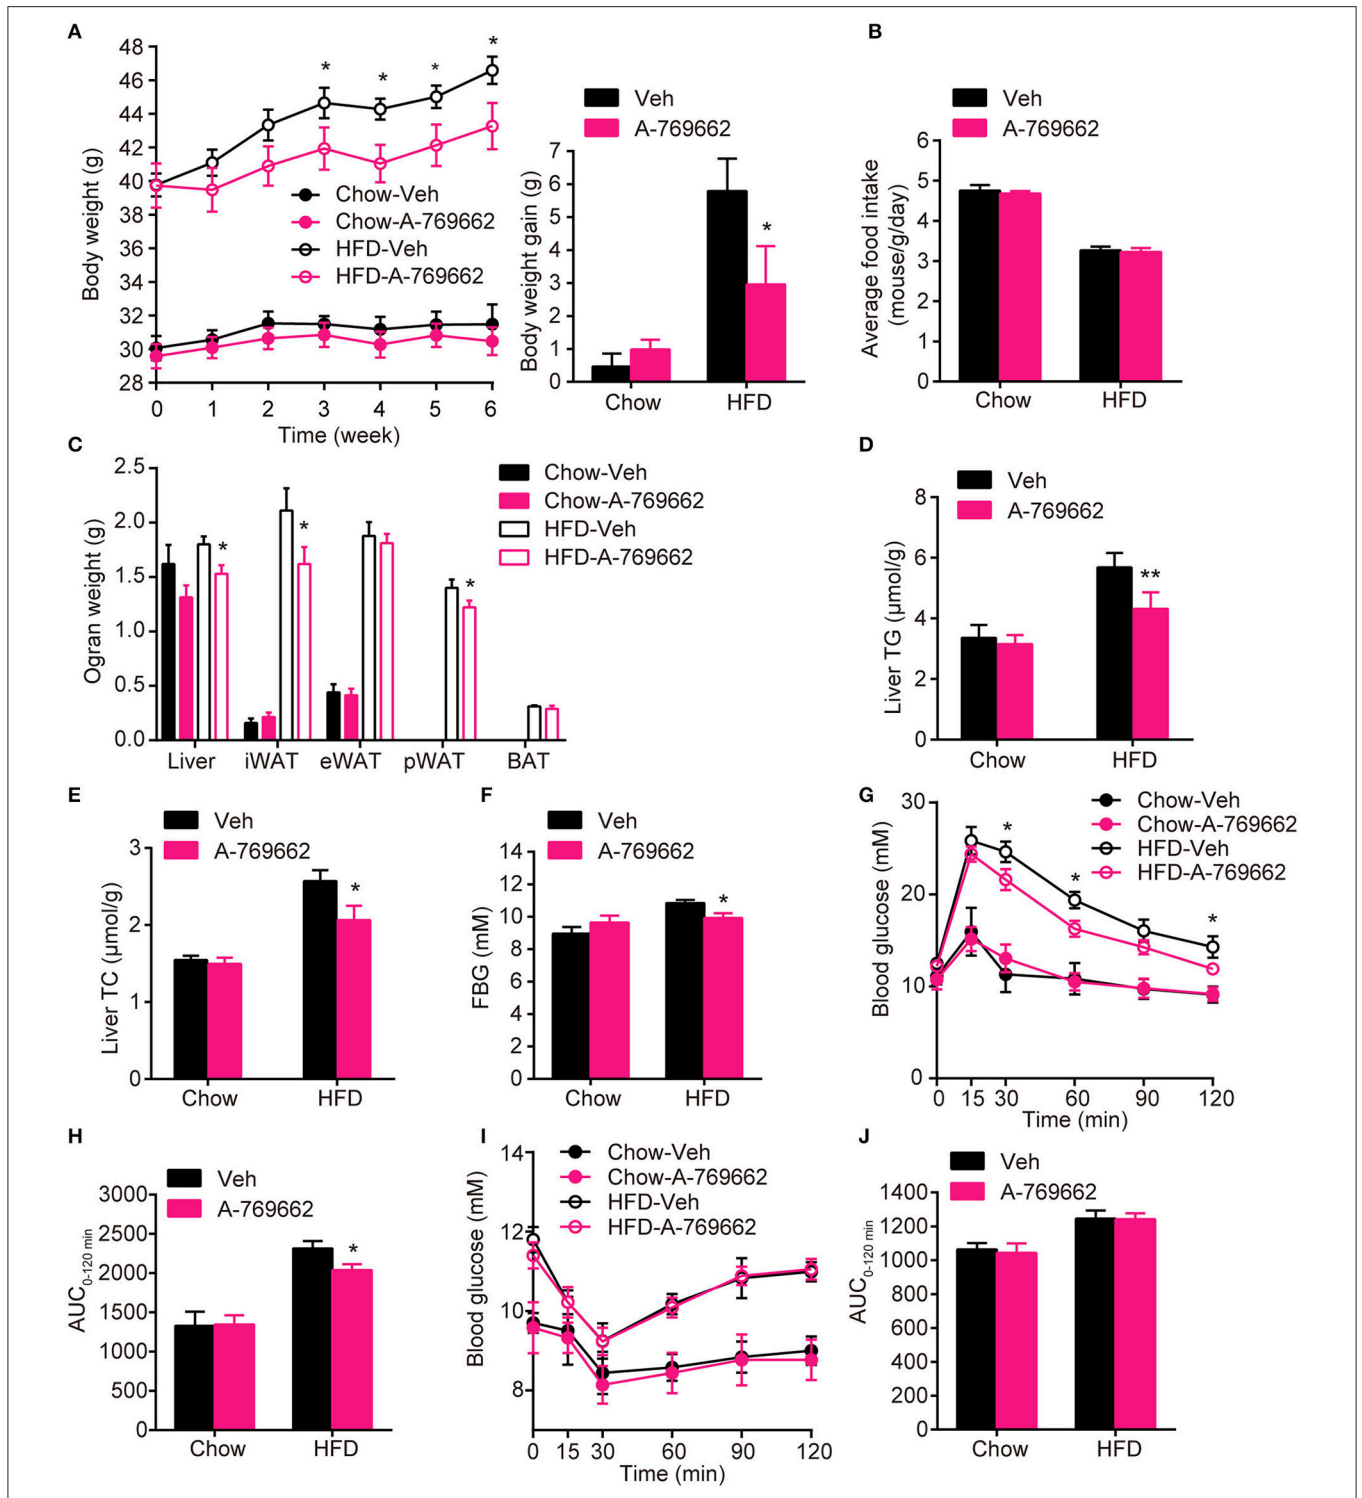 A
48
46
44
42
40
38
36
34
32
30
28
Body weight (g)
* * * *
Chow-Veh
Chow-A-769662
HFD-Veh
HFD-A-769662
0 1 2 3 4 5 6
Time (week)
Veh
A-769662
7
6
5
4
3
2
1
0
Body weight gain (g)
*
Chow HFD
B
Veh
A-769662
6
5
4
3
2
1
0
Average food intake
(mouse/g/day)
Chow HFD
C
2.5
2.0
1.5
1.0
0.5
0.0
Ogran weight (g)
* * *
Chow-Veh
Chow-A-769662
HFD-Veh
HFD-A-769662
Liver iWAT eWAT pWAT BAT
D
Veh
A-769662
8
6
4
2
0
Liver TG (µmol/g)
**
Chow HFD
E
Veh
A-769662
3
2
1
0
Liver TC (µmol/g)
*
Chow HFD
F
Veh
A-769662
14
12
10
8
6
4
2
0
FBG (mM)
*
Chow HFD
G
30
20
10
0
Blood glucose (mM)
* * *
Chow-Veh
Chow-A-769662
HFD-Veh
HFD-A-769662
0 15 30 60 90 120
Time (min)
H
Veh
A-769662
3000
2500
2000
1500
1000
500
0
AUC0-120 min
*
Chow HFD
I
14
12
10
8
Blood glucose (mM)
Chow-Veh
Chow-A-769662
HFD-Veh
HFD-A-769662
0 15 30 60 90 120
Time (min)
J
Veh
A-769662
1400
1200
1000
800
600
400
200
0
AUC0-120 min
Chow HFD